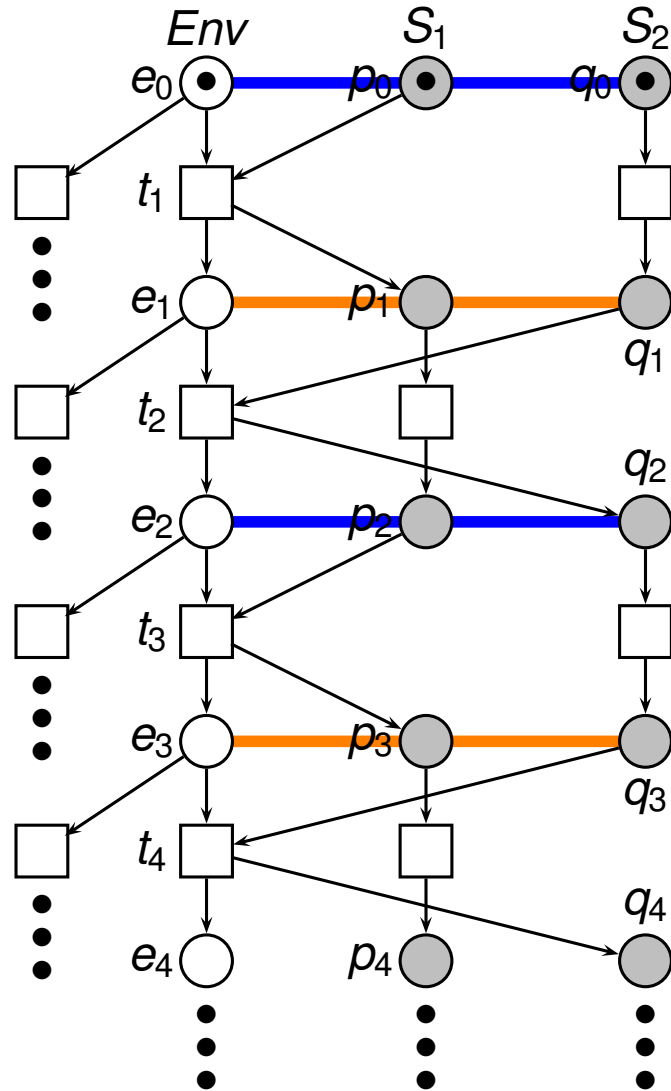 Env S₁ S₂
e₀ p₀ q₀
t₁
e₁ p₁
q₁
t₂
q₂
e₂ p₂
t₃
e₃ p₃
q₃
t₄
q₄
e₄ p₄